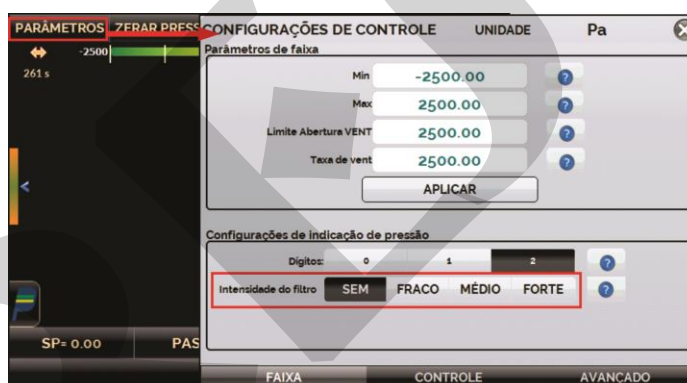 PARÂMETROS ZERAR PRESS CONFIGURAÇÕES DE CONTROLE UNIDADE Pa
-2500 Parâmetros de faixa
261 s
Min -2500.00
Max 2500.00
Limite Abertura VENT 2500.00
Taxa de vent 2500.00
APLICAR
Configurações de indicação de pressão
Dígitos: 0 1 2
Intensidade do filtro SEM FRACO MÉDIO FORTE
SP= 0.00 PAS
FAIXA CONTROLE AVANÇADO